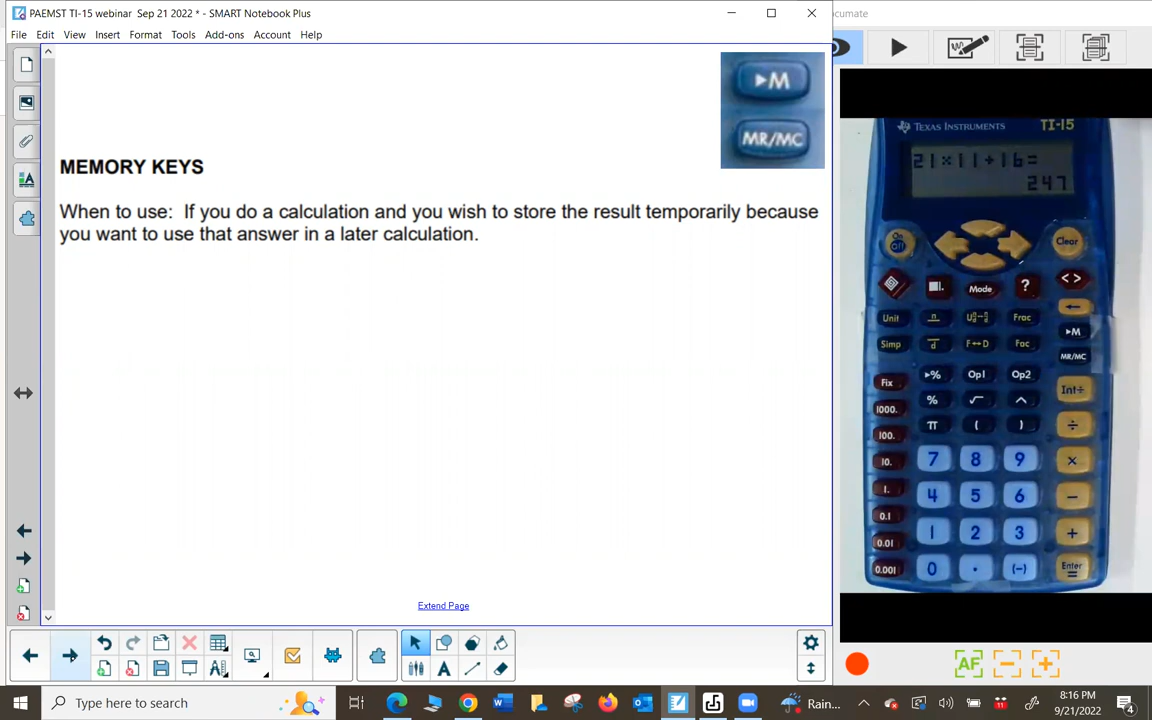 PAEMST TI-15 webinar Sep 21 2022 * - SMART Notebook Plus
File Edit View Insert Format Tools Add-ons Account Help
ocumate
▸M
MR/MC
MEMORY KEYS
When to use: If you do a calculation and you wish to store the result temporarily because
you want to use that answer in a later calculation.
Extend Page
TEXAS INSTRUMENTS TI-15
21×11+16=
247
On
Off
Clear
Mode ? < >
Unit n Frac
▸M
Simp d F↔D Fac
MR/MC
Fix ▸% Op1 Op2
Int÷
1000. % √ ^
100. π ( ) ÷
10. 7 8 9 ×
1. 4 5 6 −
0.1
1 2 3 +
0.01
0.001 0 . (−) Enter
=
AF
Type here to search
Rain...
8:16 PM
9/21/2022
4